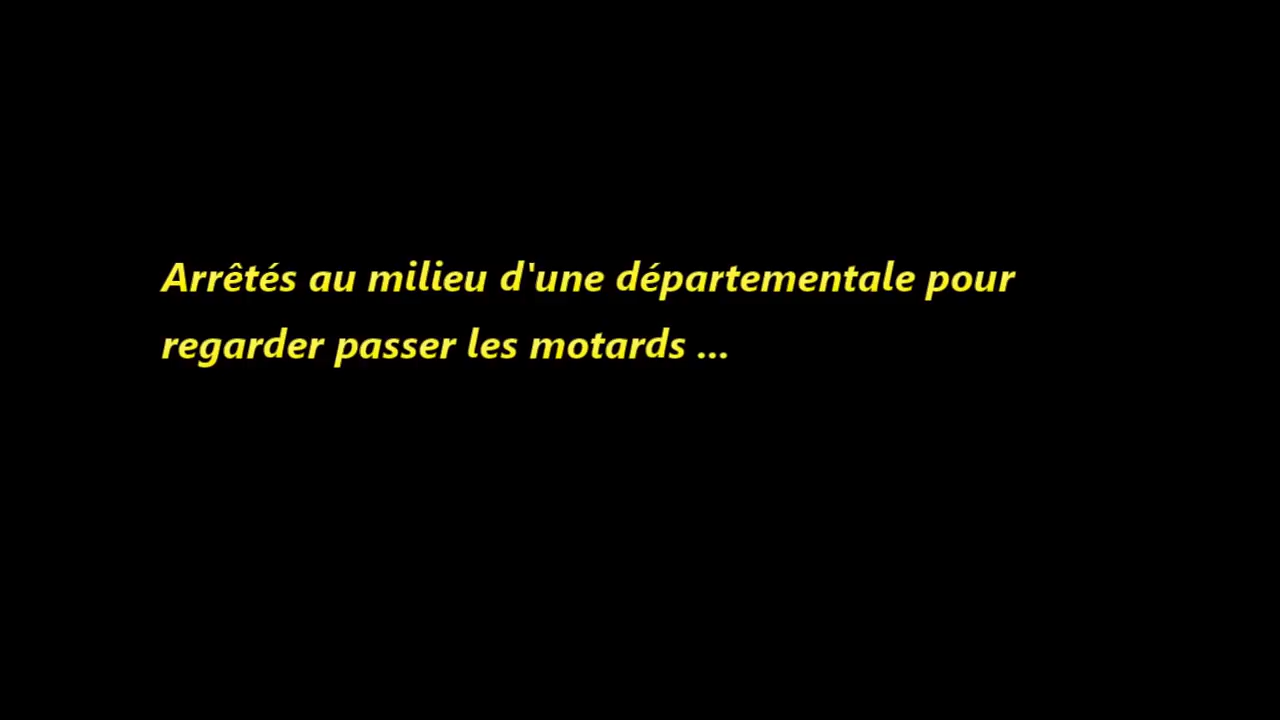 Arrêtés au milieu d'une départementale pour
regarder passer les motards ...